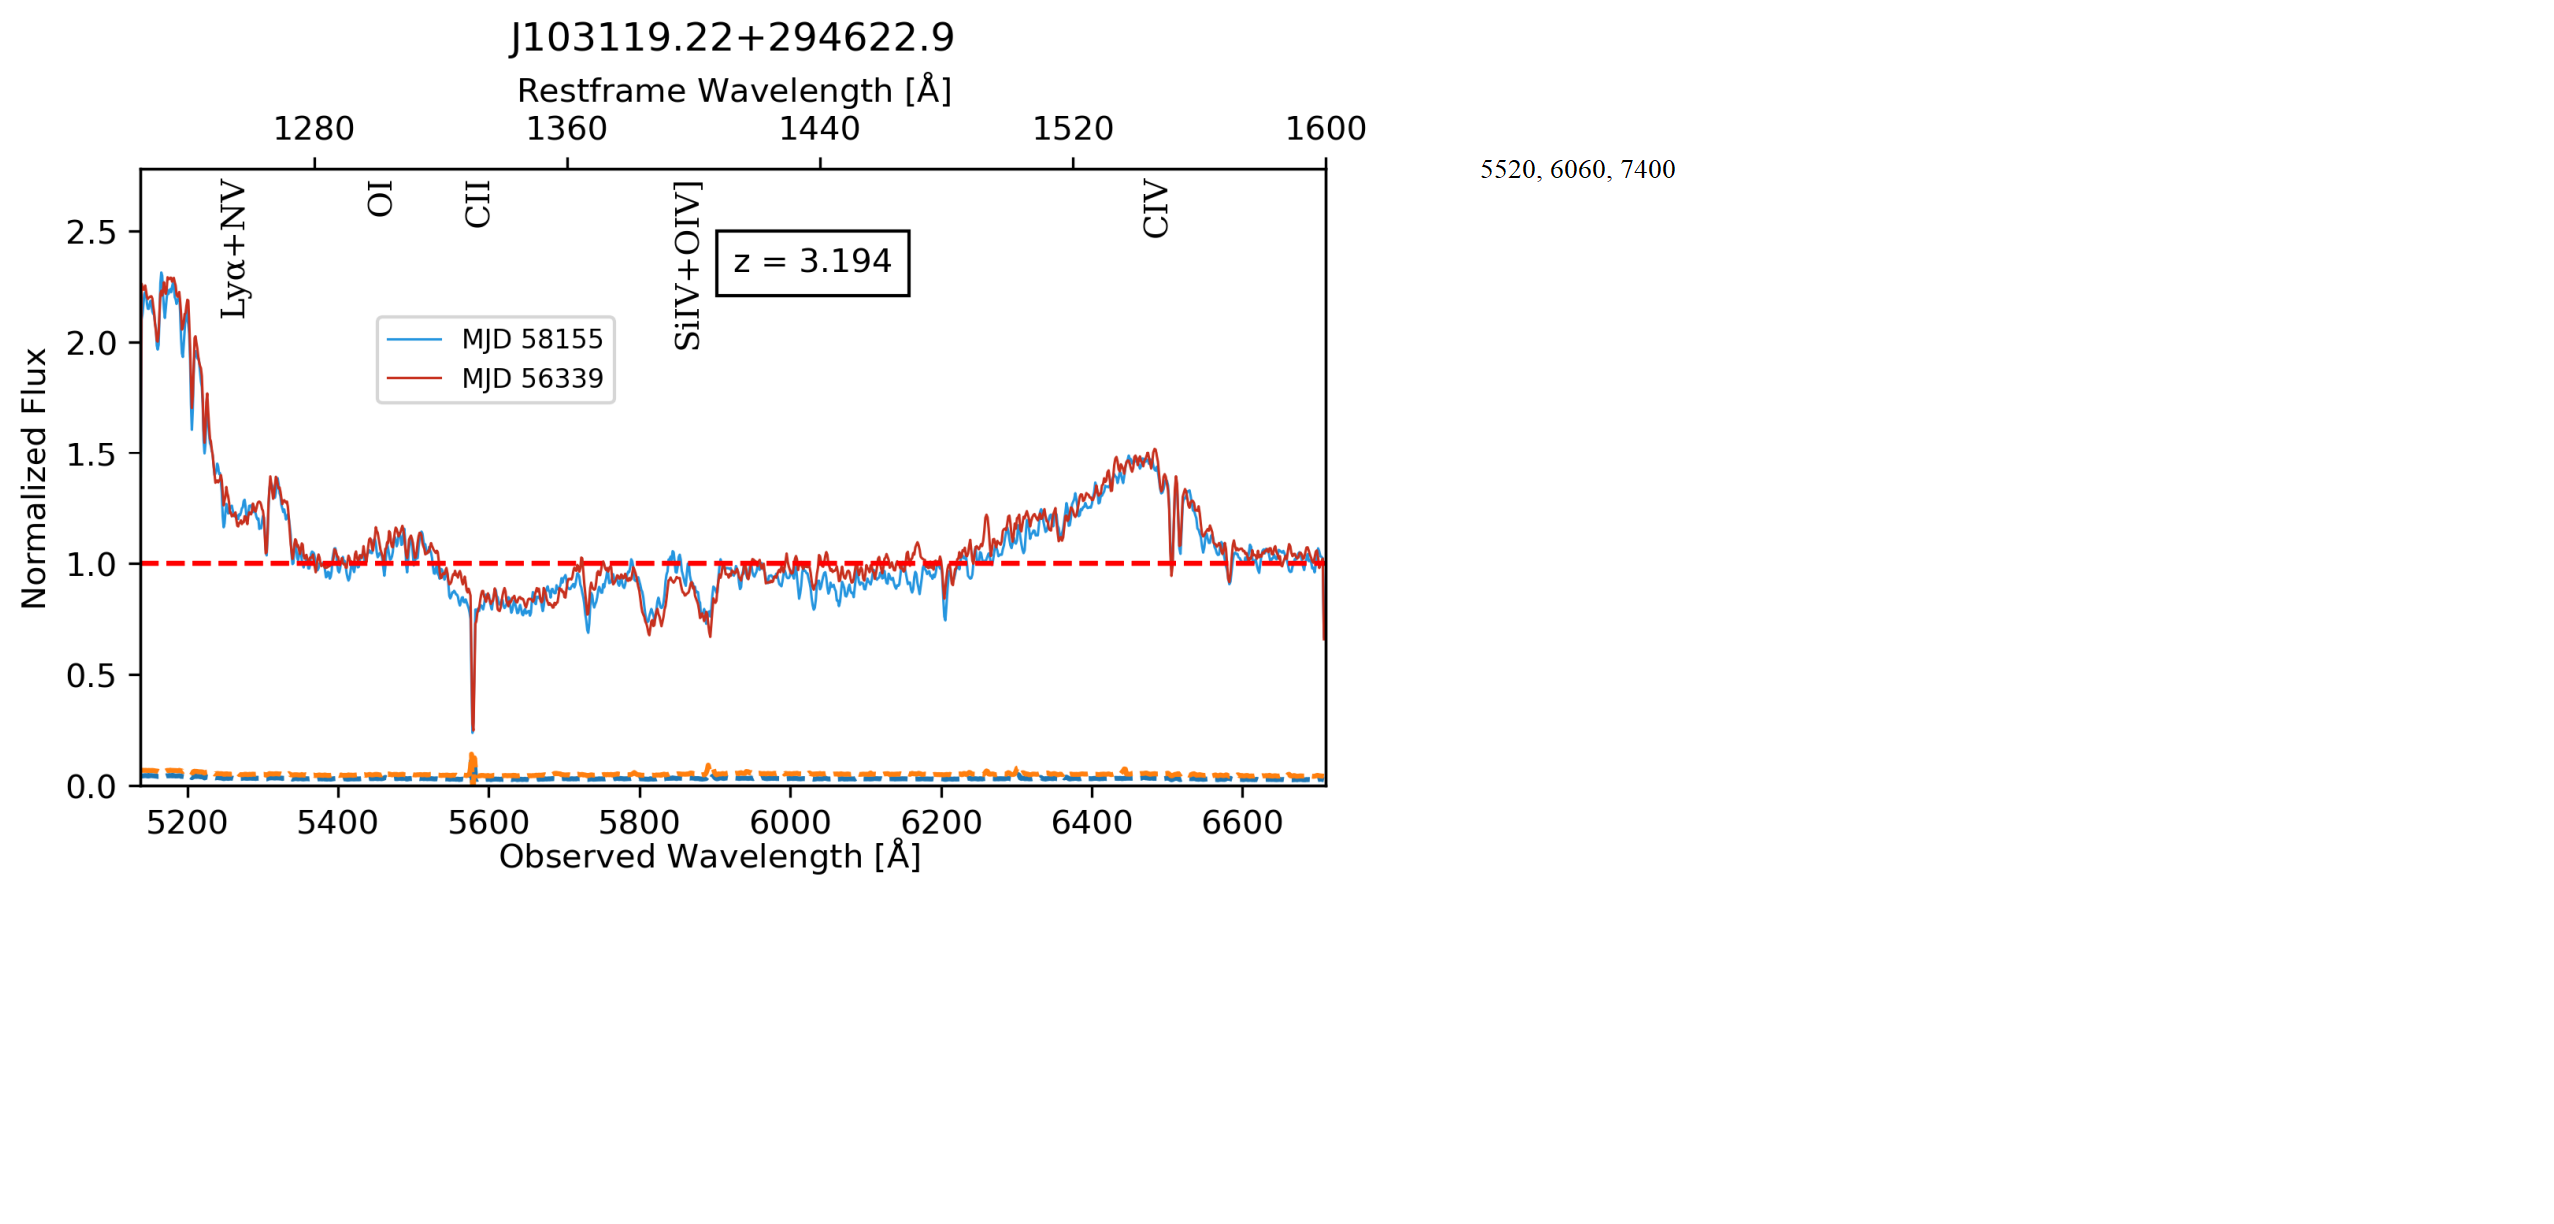 J103119.22+294622.9
Restframe Wavelength [Å]
1280 1360 1440 1520 1600
5520, 6060, 7400
Lyα+NV OI CII SiIV+OIV] CIV
z = 3.194
MJD 58155
MJD 56339
Normalized Flux
2.5
2.0
1.5
1.0
0.5
0.0
5200 5400 5600 5800 6000 6200 6400 6600
Observed Wavelength [Å]